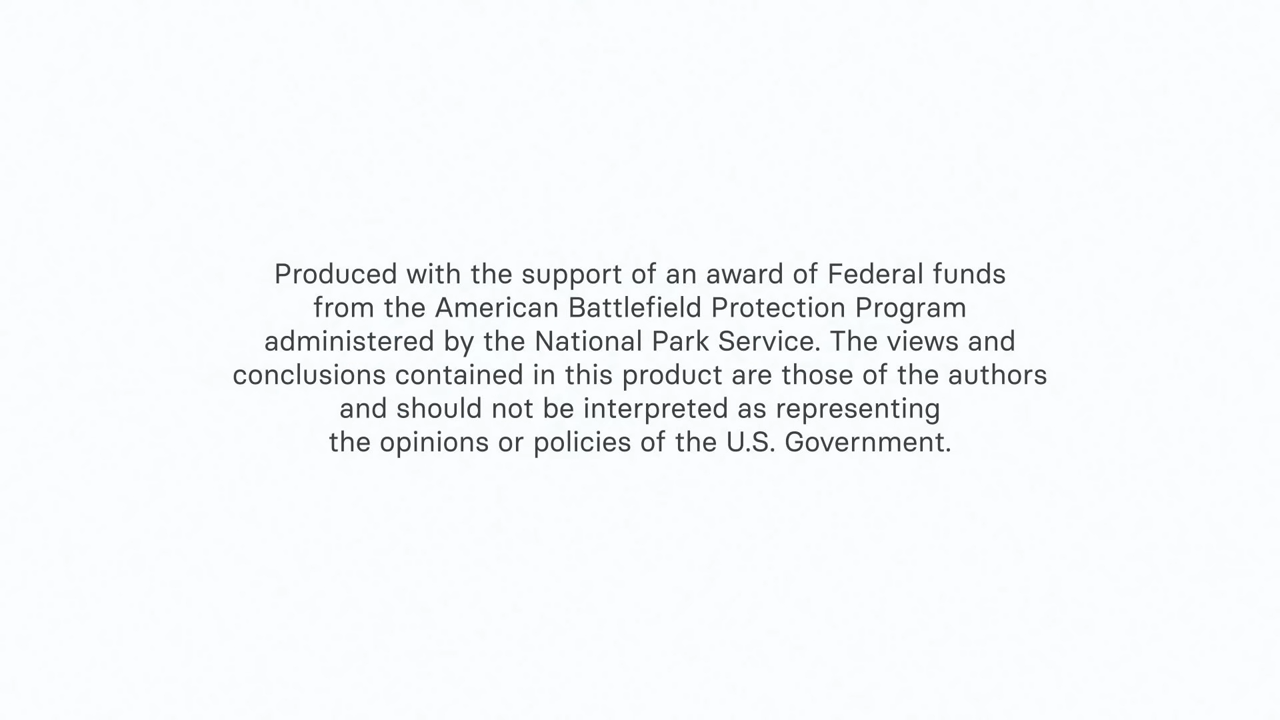 Produced with the support of an award of Federal funds
from the American Battlefield Protection Program
administered by the National Park Service. The views and
conclusions contained in this product are those of the authors
and should not be interpreted as representing
the opinions or policies of the U.S. Government.